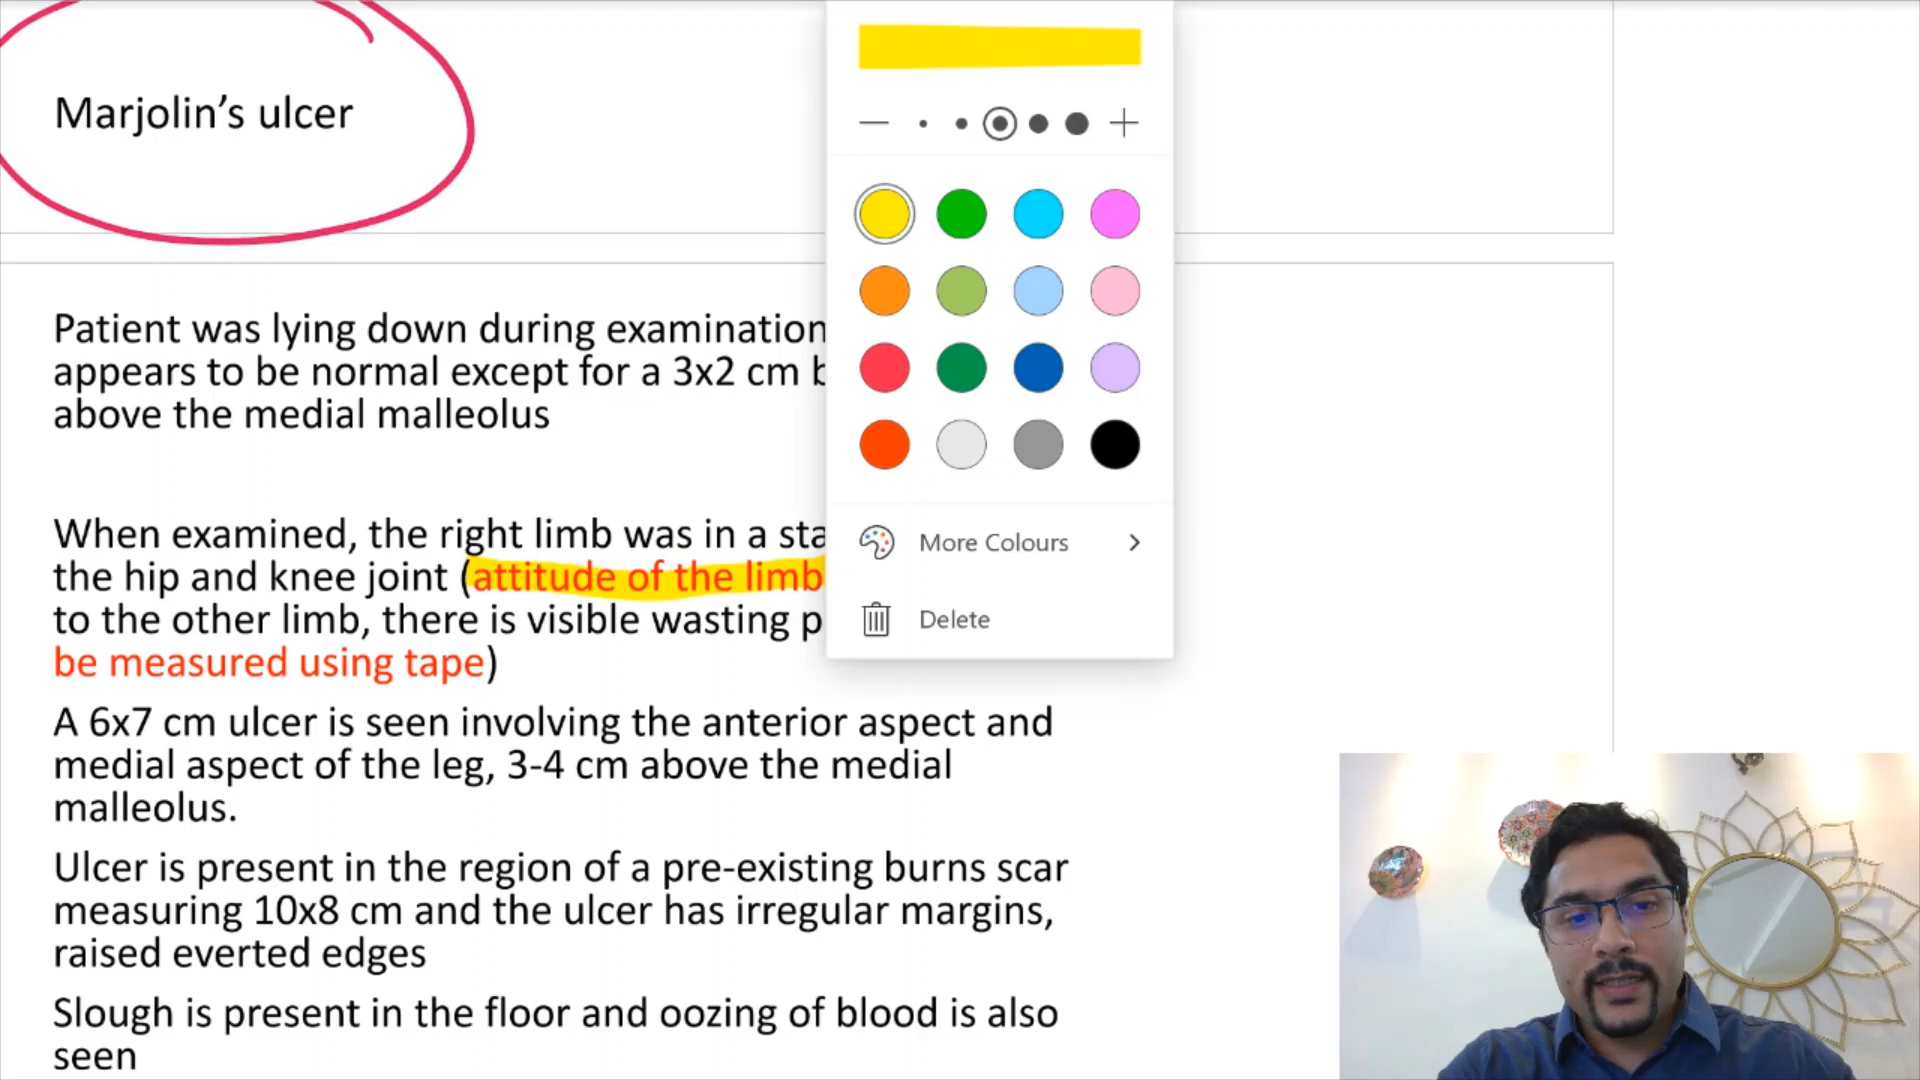 Marjolin's ulcer
Patient was lying down during examination
appears to be normal except for a 3x2 cm
above the medial malleolus
When examined, the right limb was in a
the hip and knee joint (attitude of the limb
to the other limb, there is visible wasting
be measured using tape)
A 6x7 cm ulcer is seen involving the anterior aspect and
medial aspect of the leg, 3-4 cm above the medial
malleolus.
Ulcer is present in the region of a pre-existing burns scar
measuring 10x8 cm and the ulcer has irregular margins,
raised everted edges
Slough is present in the floor and oozing of blood is also
seen
More Colours
Delete